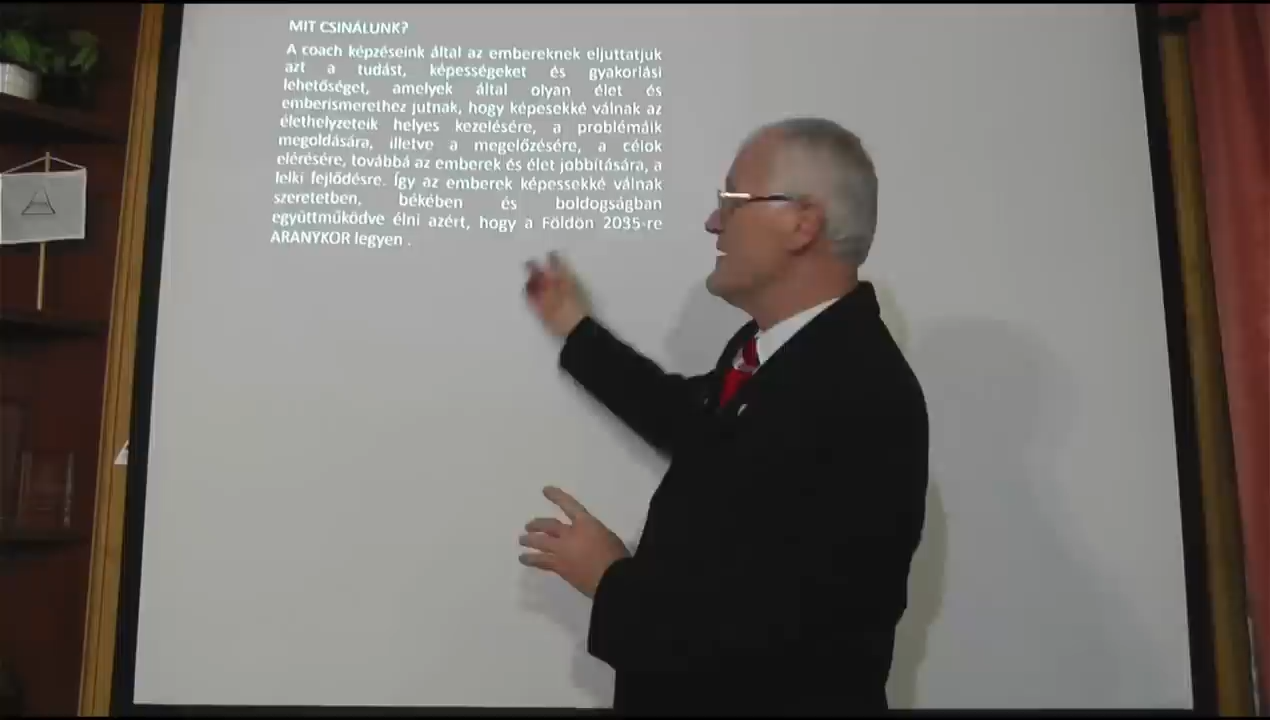 MIT CSINÁLUNK?
A coach képzéseink által az embereknek eljuttatjuk
azt a tudást, képességeket és gyakorlási
lehetőséget, amelyek által olyan élet és
emberismerethez jutnak, hogy képesekké válnak az
élethelyzeteik helyes kezelésére, a problémáik
megoldására, illetve a megelőzésére, a célok
elérésére, továbbá az emberek és élet jobbítására, a
lelki fejlődésre. Így az emberek képessekké válnak
szeretetben, békében és boldogságban
együttműködve élni azért, hogy a Földön 2035-re
ARANYKOR legyen .